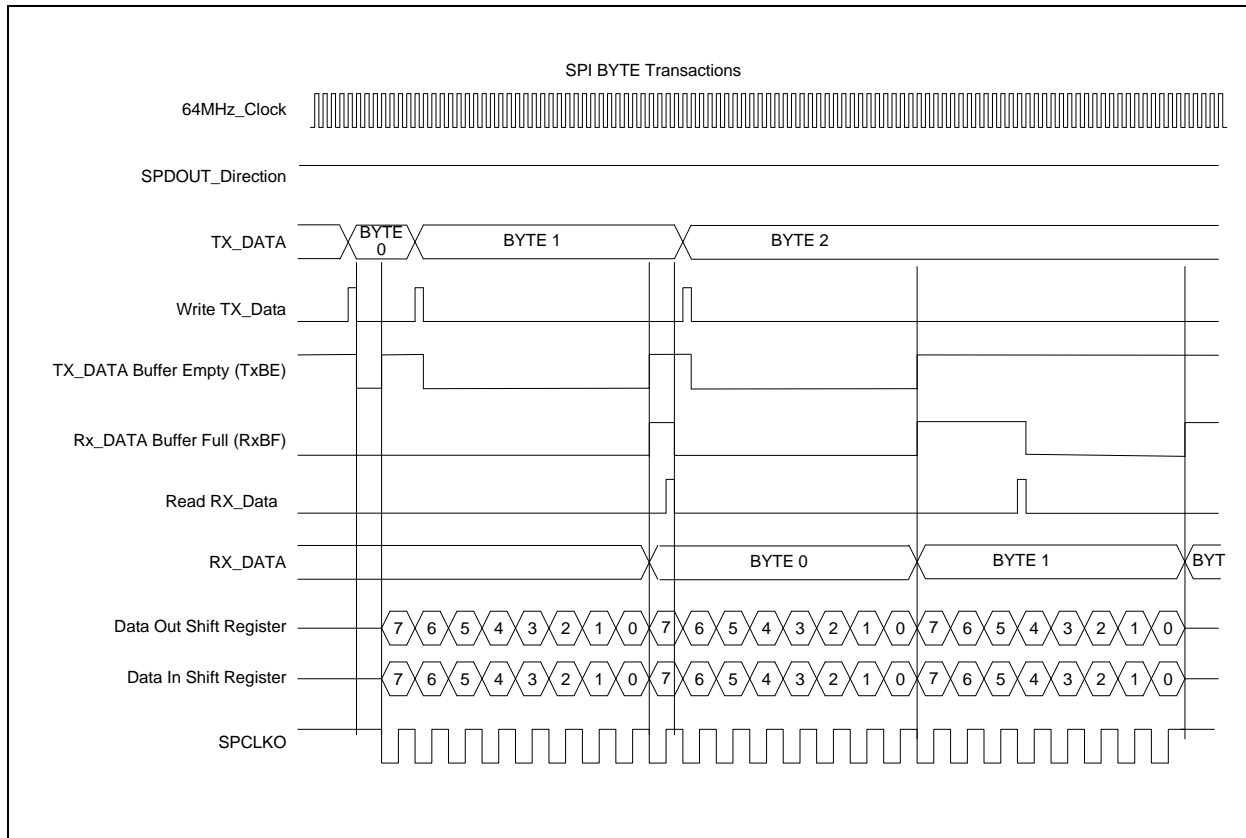 SPI BYTE Transactions
64MHz_Clock
SPDOUT_Direction
TX_DATA
BYTE
0
BYTE 1
BYTE 2
Write TX_Data
TX_DATA Buffer Empty (TxBE)
Rx_DATA Buffer Full (RxBF)
Read RX_Data
RX_DATA
BYTE 0
BYTE 1
BYT
Data Out Shift Register
7 6 5 4 3 2 1 0 7 6 5 4 3 2 1 0 7 6 5 4 3 2 1 0
Data In Shift Register
7 6 5 4 3 2 1 0 7 6 5 4 3 2 1 0 7 6 5 4 3 2 1 0
SPCLKO